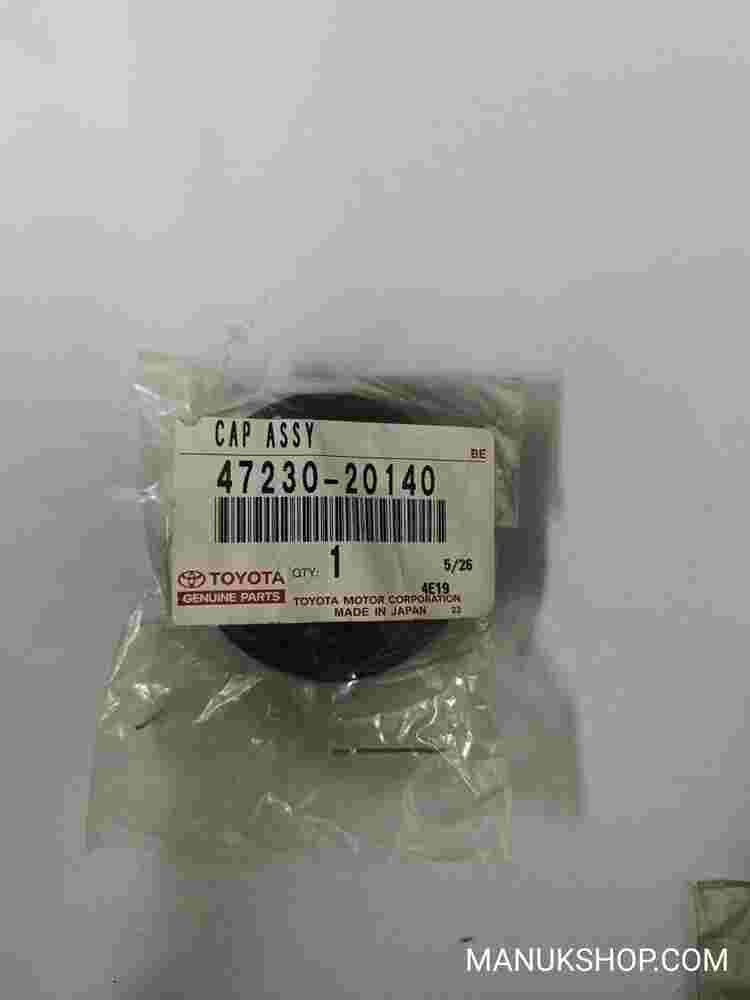 CAP ASSY
BE
47230-20140
TOYOTA QTY. 1 5/26
GENUINE PARTS 4E19
TOYOTA MOTOR CORPORATION
MADE IN JAPAN 23
MANUKSHOP.COM